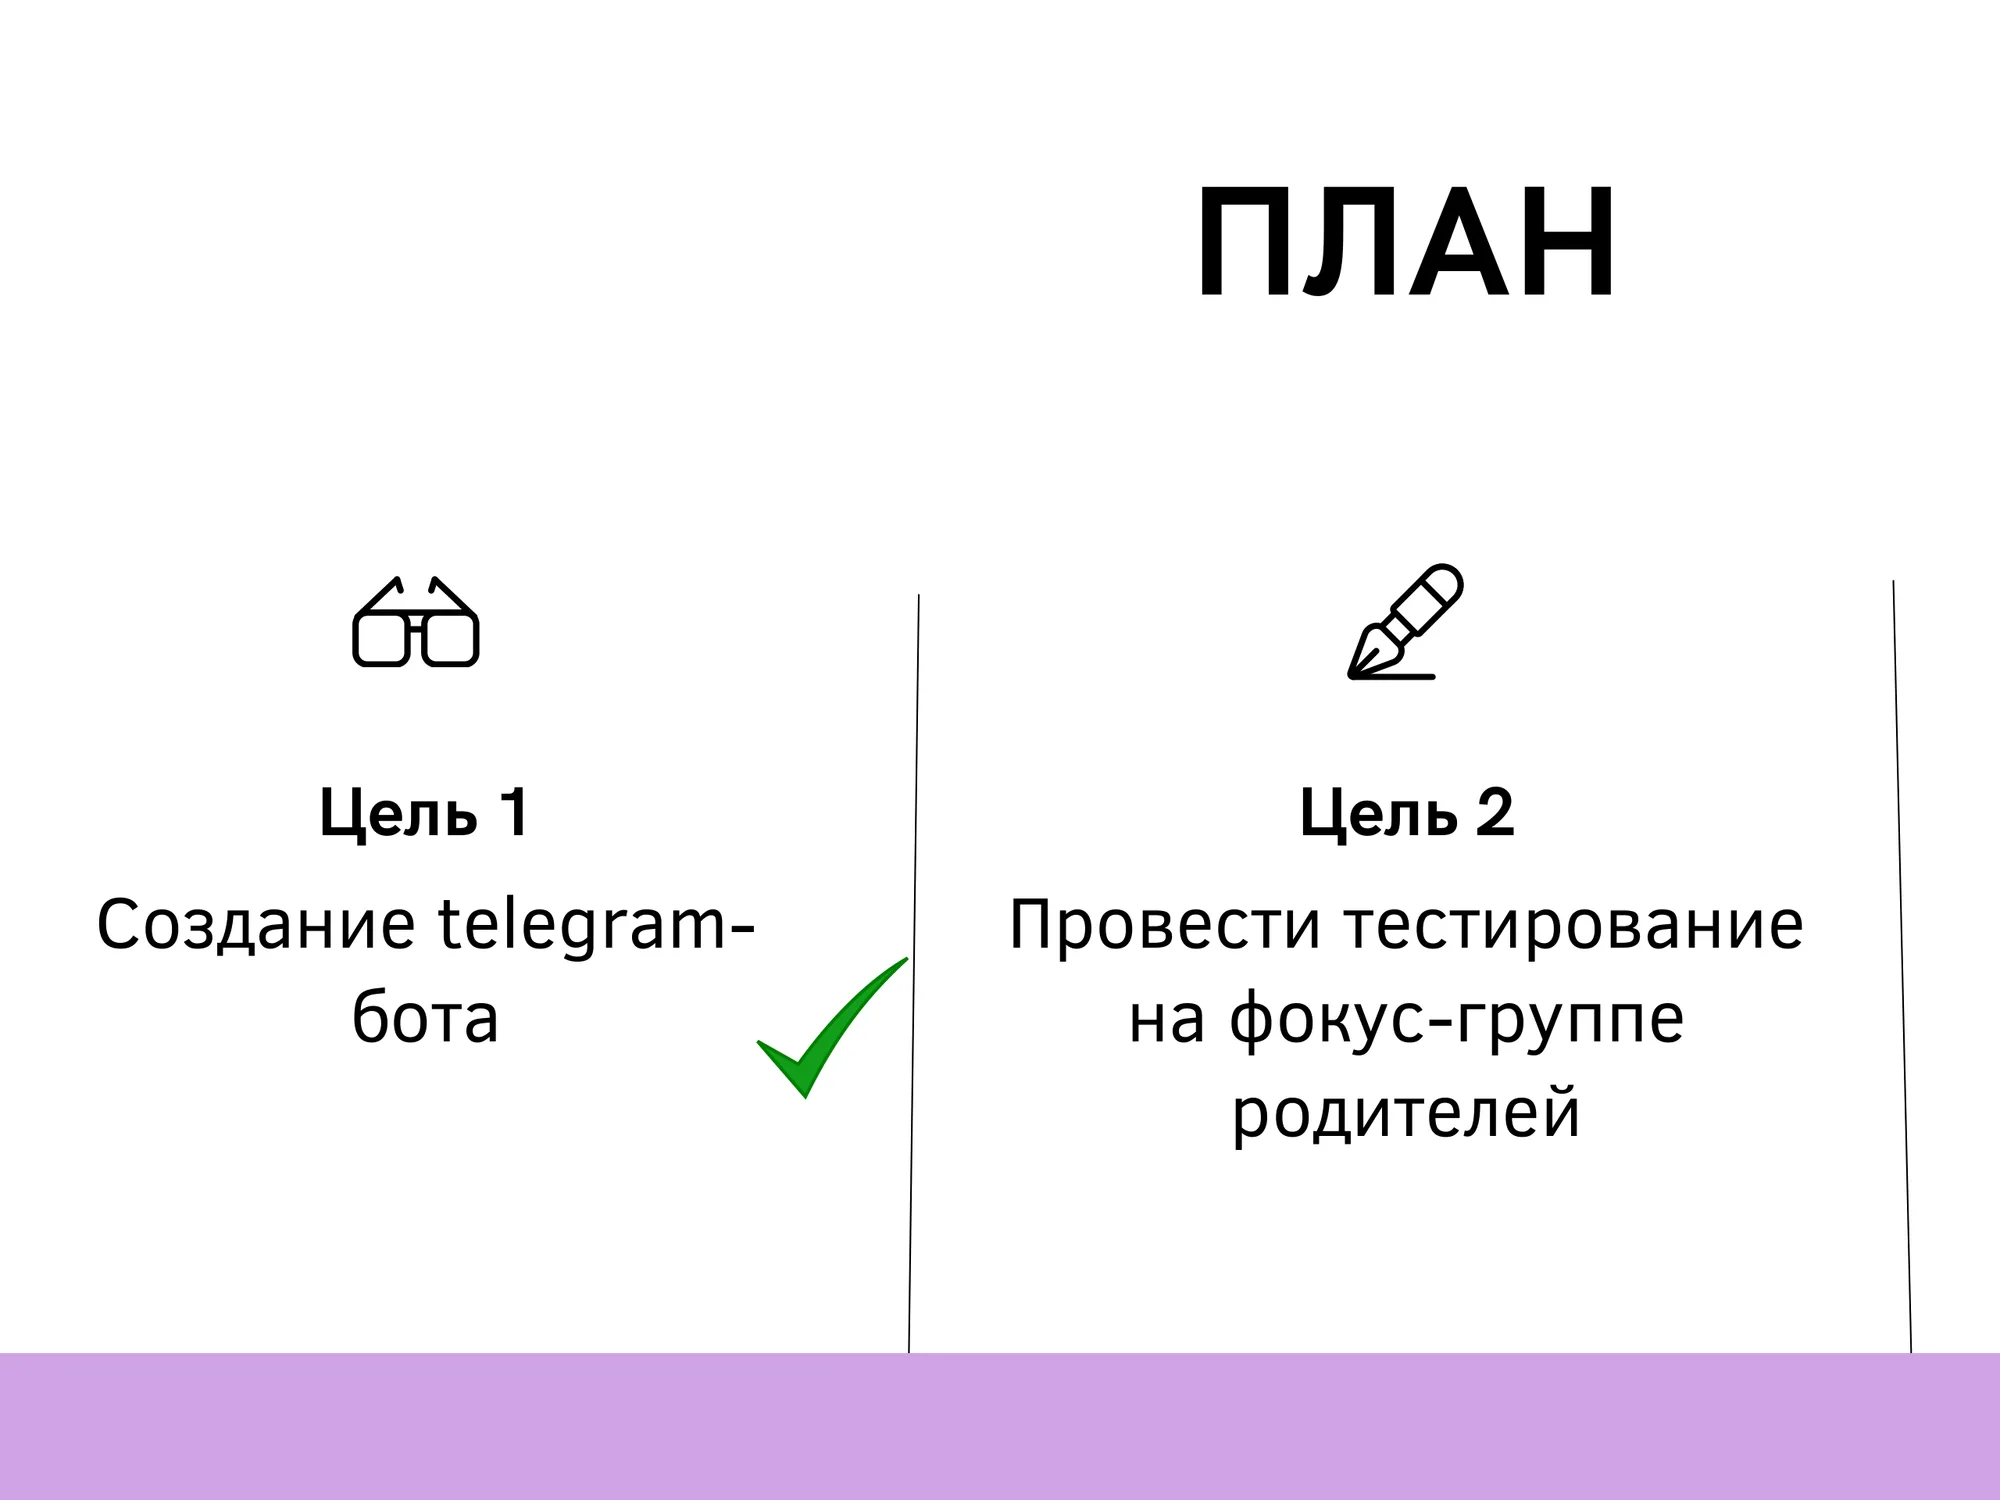 ПЛАН
Цель 1
Создание telegram-
бота
Цель 2
Провести тестирование
на фокус-группе
родителей